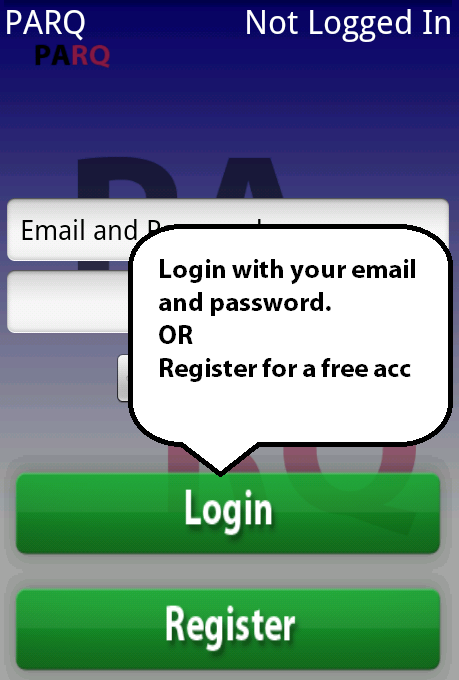 PARQ Not Logged In
PARQ
PA
Email and
Login with your email
and password.
OR
Register for a free acc
RQ
Login
Register